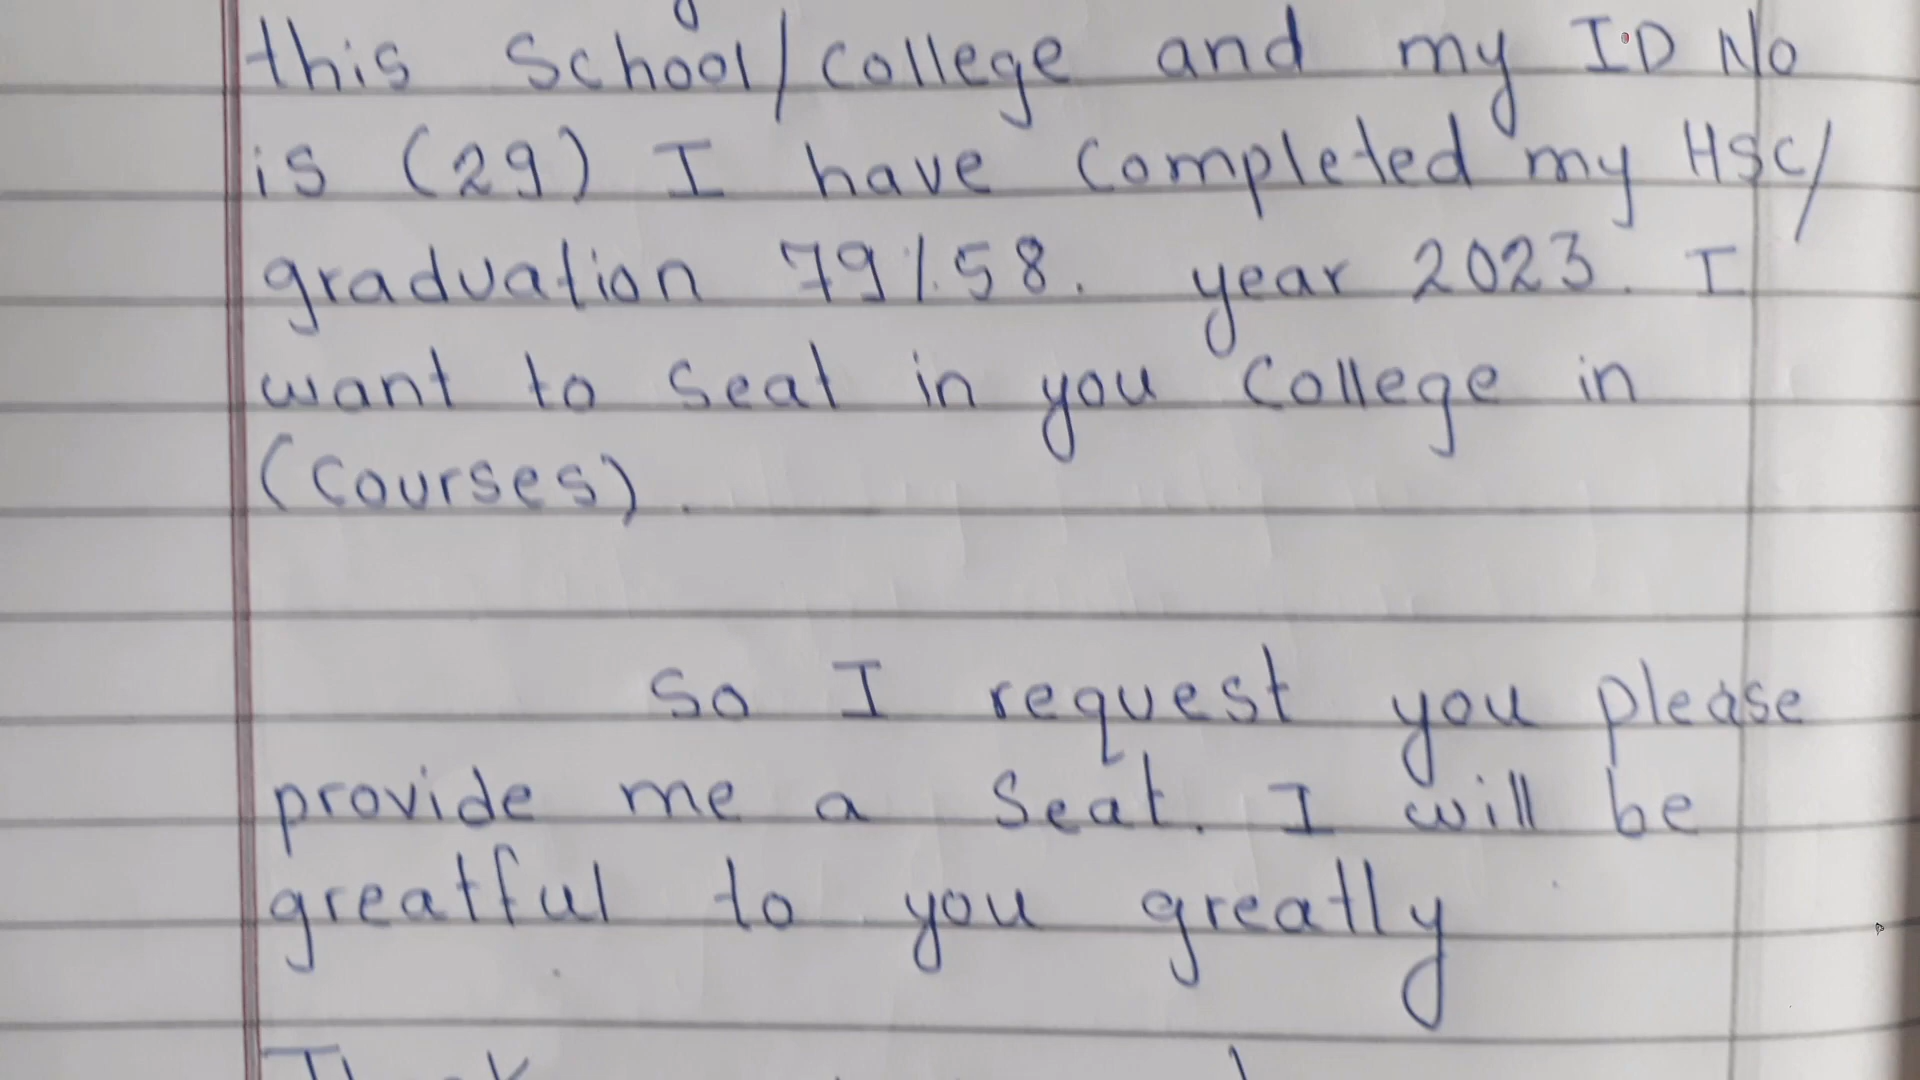 this School/College and my I.D No
is (29) I have completed my HSC/
graduation 79%.58. year 2023. I
want to seat in you College in
(Courses).
So I request you please
provide me a seat. I will be
greatful to you greatly